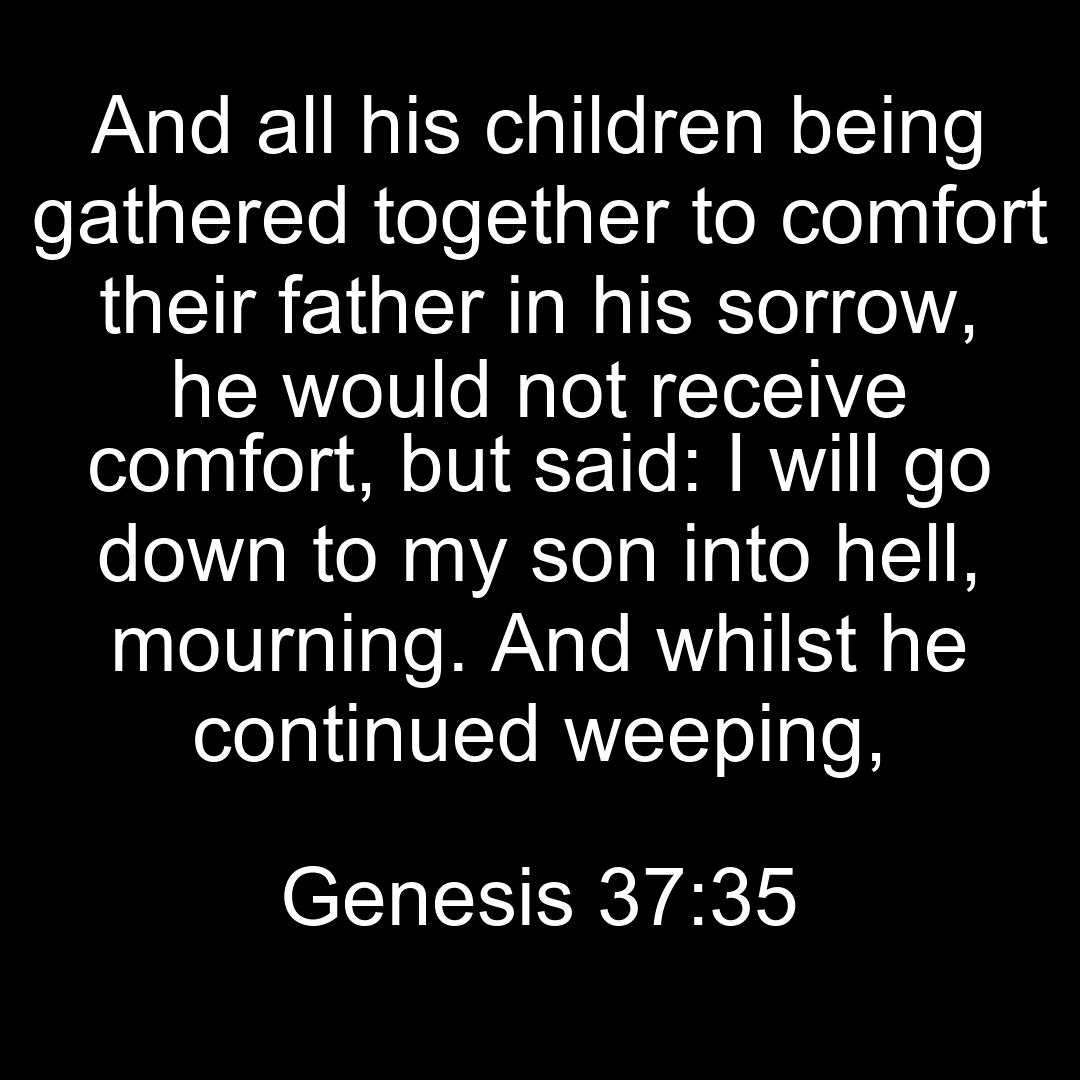 And all his children being
gathered together to comfort
their father in his sorrow,
he would not receive
comfort, but said: I will go
down to my son into hell,
mourning. And whilst he
continued weeping,
Genesis 37:35